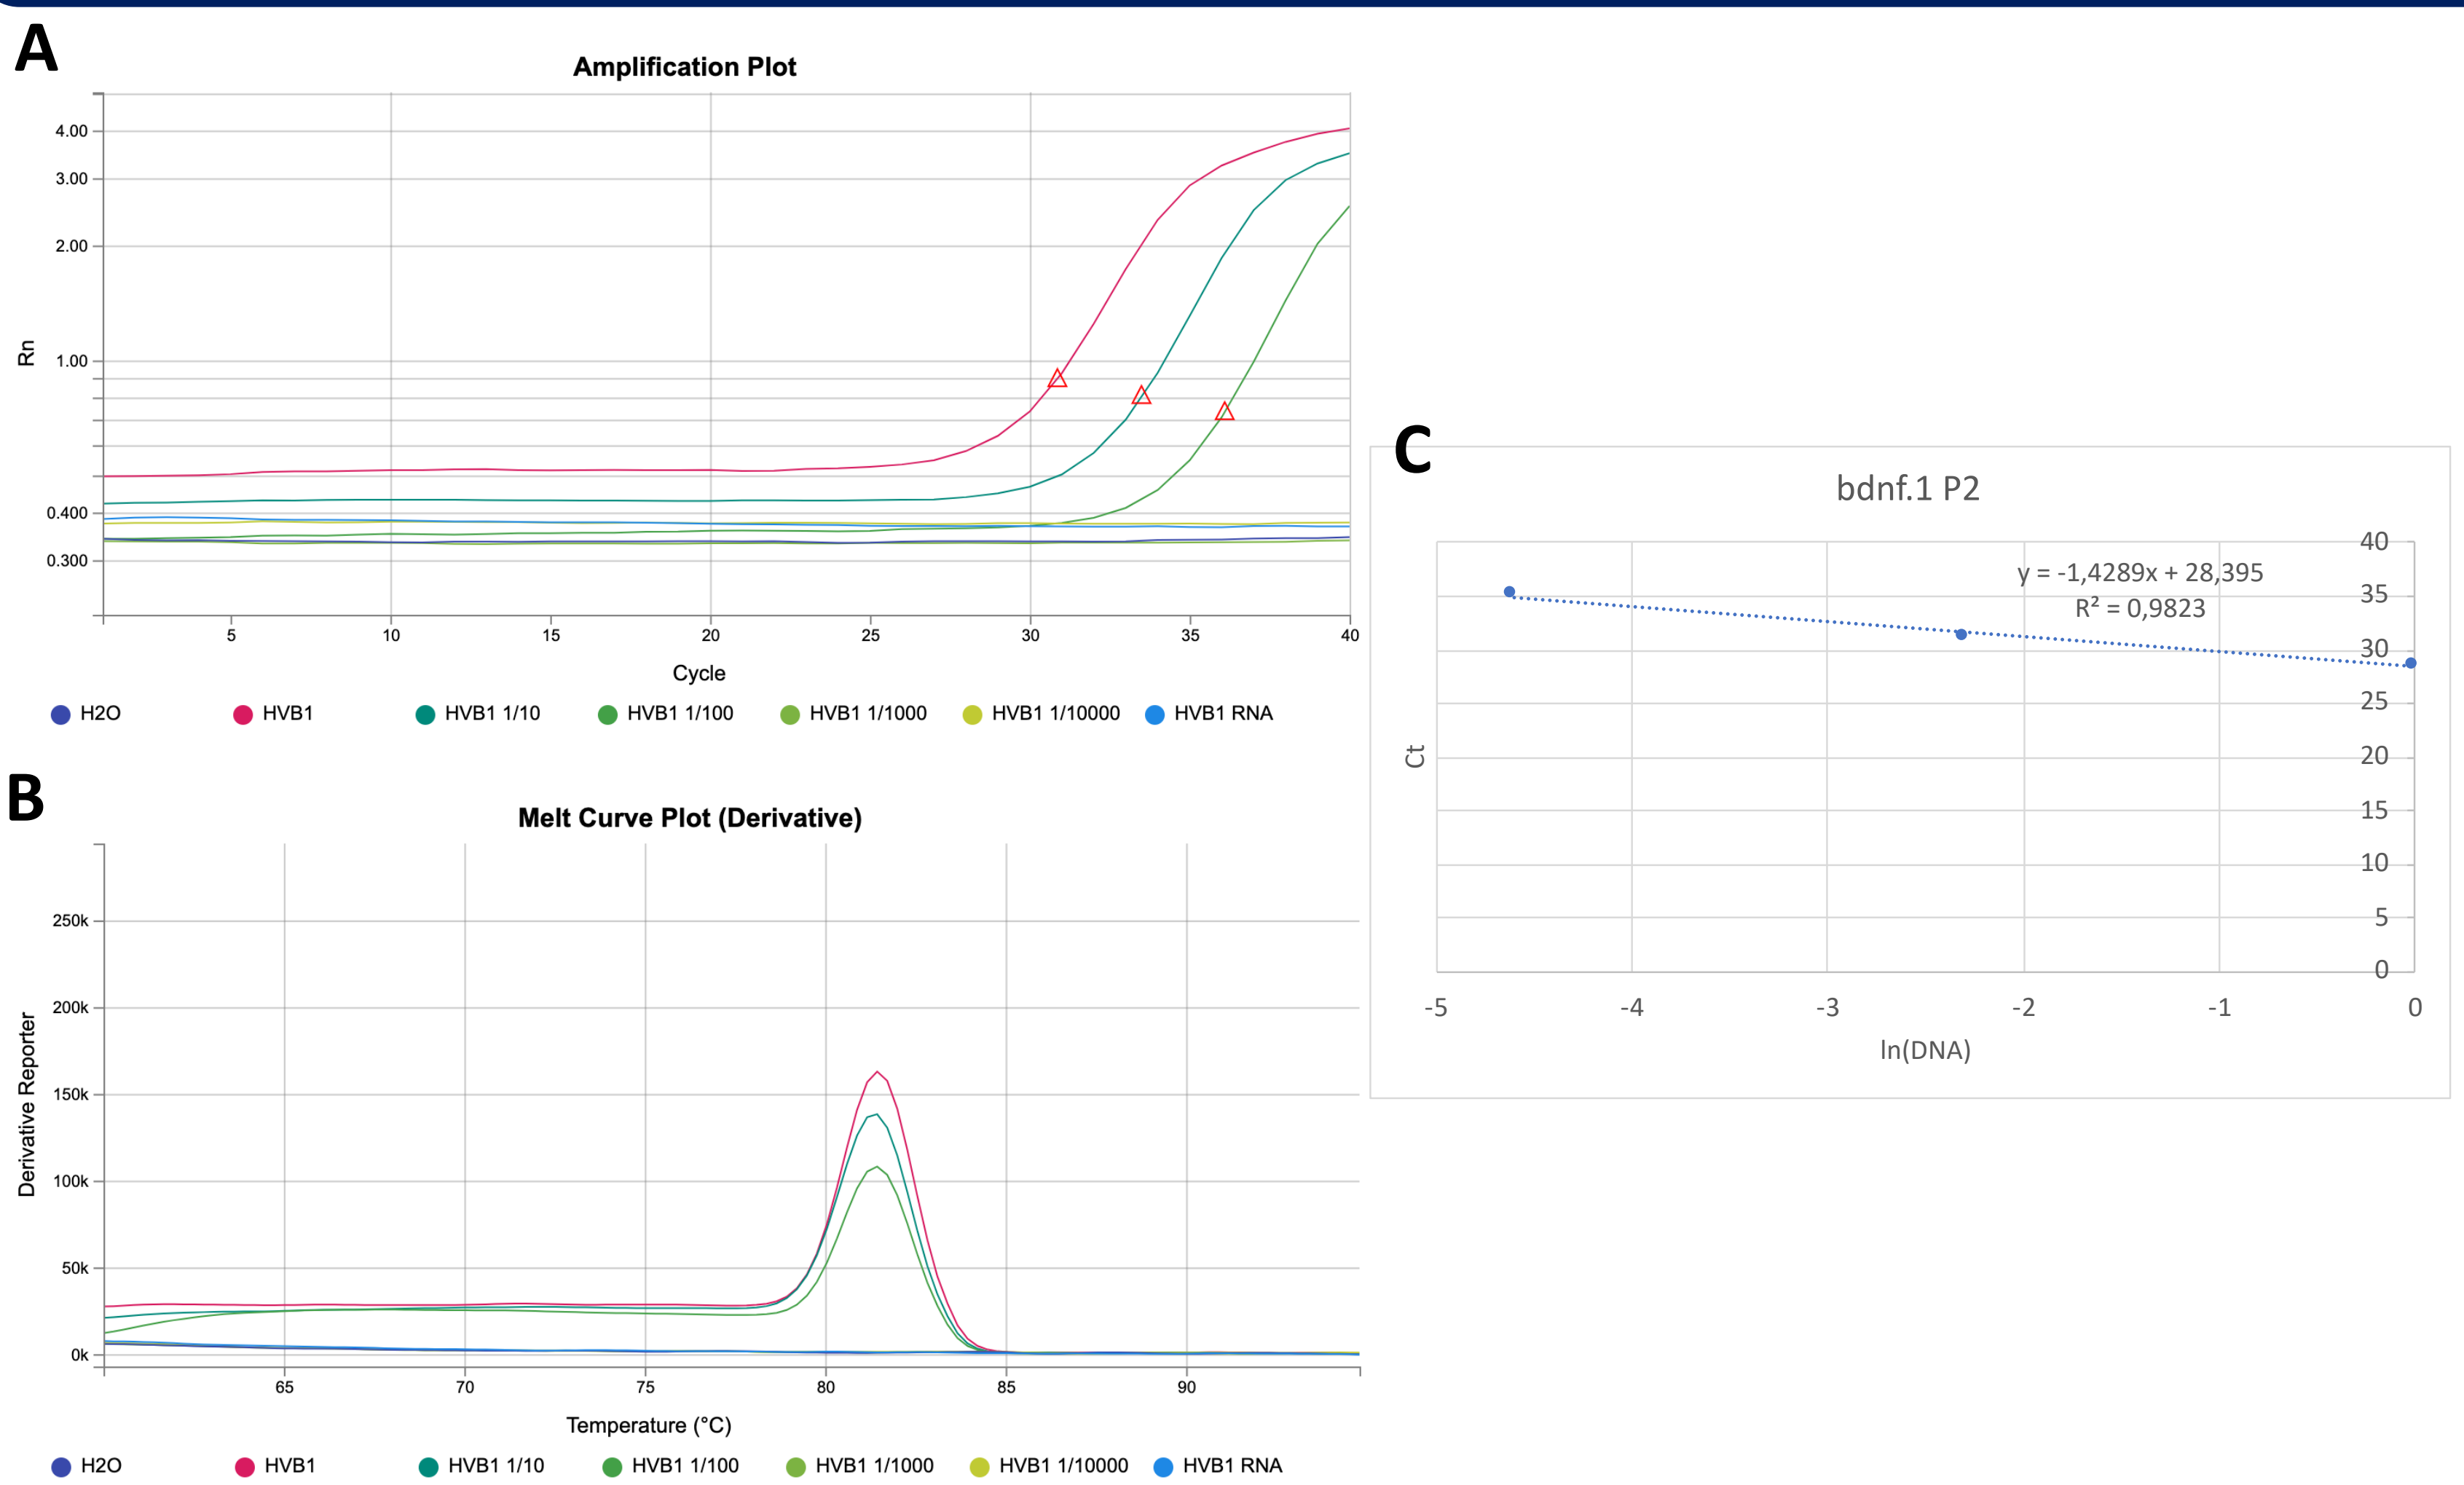 A
Amplification Plot
4.00
3.00
2.00
1.00
0.400
0.300
Rn
5 10 15 20 25 30 35 40
Cycle
H2O HVB1 HVB1 1/10 HVB1 1/100 HVB1 1/1000 HVB1 1/10000 HVB1 RNA
B
Melt Curve Plot (Derivative)
250k
200k
150k
100k
50k
0k
Derivative Reporter
65 70 75 80 85 90
Temperature (°C)
H2O HVB1 HVB1 1/10 HVB1 1/100 HVB1 1/1000 HVB1 1/10000 HVB1 RNA
C
bdnf.1 P2
y = -1,4289x + 28,395
R² = 0,9823
40
35
30
25
20
15
10
5
0
Ct
-5 -4 -3 -2 -1 0
ln(DNA)